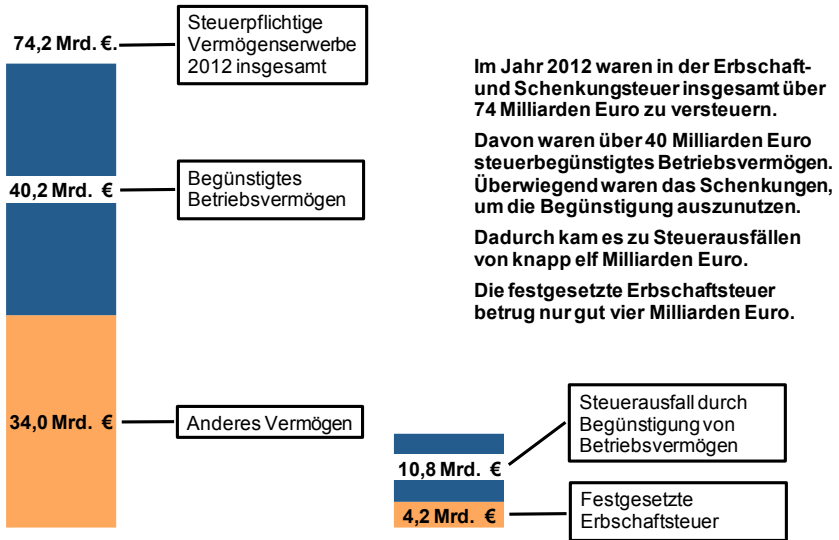 74,2 Mrd. €.
Steuerpflichtige
Vermögenserwerbe
2012 insgesamt
40,2 Mrd. €
Begünstigtes
Betriebsvermögen
34,0 Mrd. €
Anderes Vermögen
Im Jahr 2012 waren in der Erbschaft-
und Schenkungsteuer insgesamt über
74 Milliarden Euro zu versteuern.
Davon waren über 40 Milliarden Euro
steuerbegünstigtes Betriebsvermögen.
Überwiegend waren das Schenkungen,
um die Begünstigung auszunutzen.
Dadurch kam es zu Steuerausfällen
von knapp elf Milliarden Euro.
Die festgesetzte Erbschaftsteuer
betrug nur gut vier Milliarden Euro.
10,8 Mrd. €
Steuerausfall durch
Begünstigung von
Betriebsvermögen
4,2 Mrd. €
Festgesetzte
Erbschaftsteuer